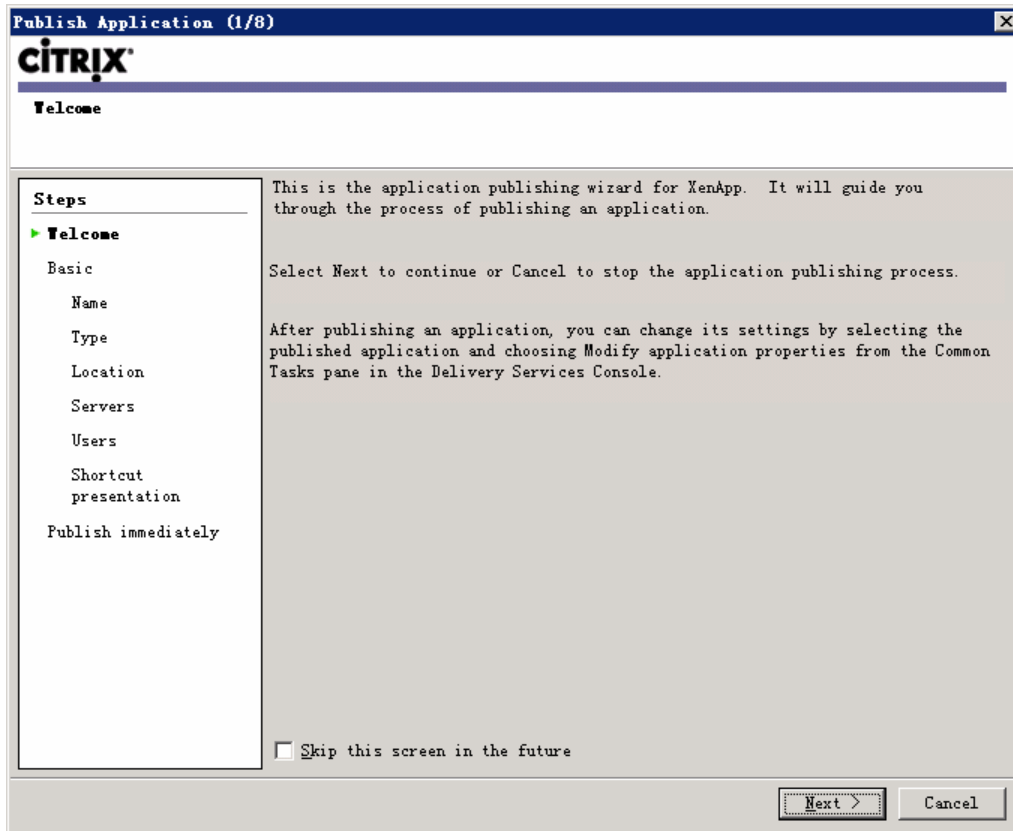 Publish Application (1/8)
CITRIX
Welcome
Steps
Welcome
Basic
Name
Type
Location
Servers
Users
Shortcut
presentation
Publish immediately
This is the application publishing wizard for XenApp.  It will guide you
through the process of publishing an application.
Select Next to continue or Cancel to stop the application publishing process.
After publishing an application, you can change its settings by selecting the
published application and choosing Modify application properties from the Common
Tasks pane in the Delivery Services Console.
Skip this screen in the future
Next >
Cancel